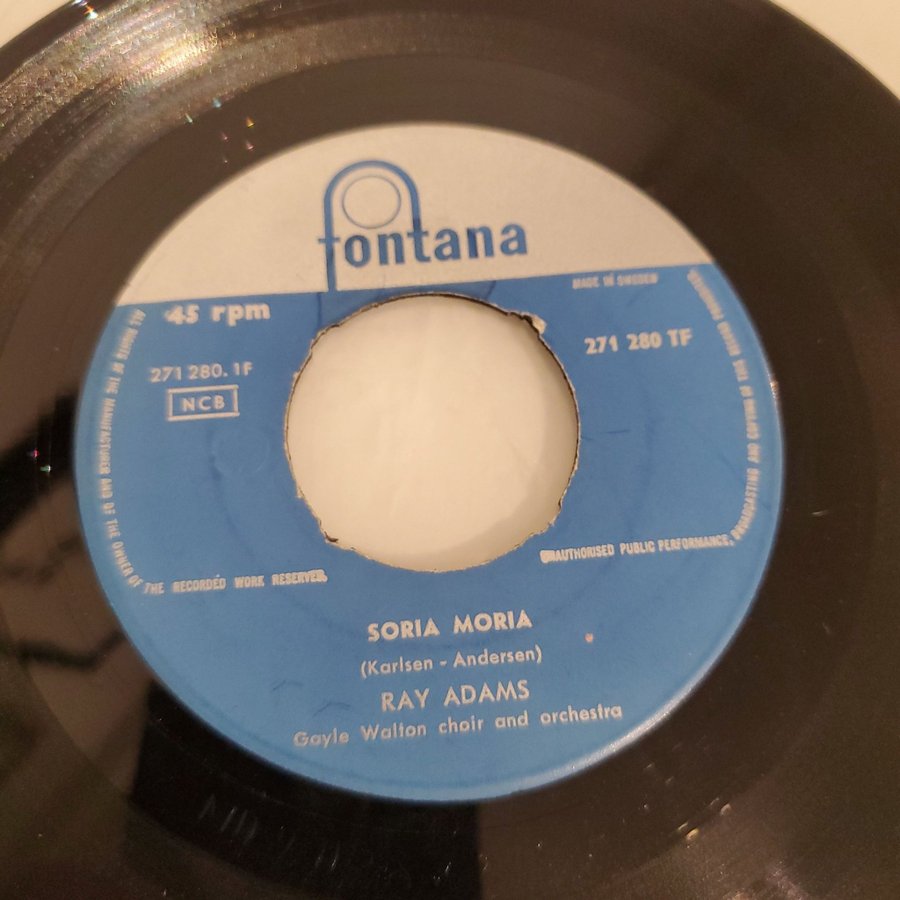 fontana
MADE IN SWEDEN
45 rpm
271 280 TF
271 280.1F
NCB
ALL RIGHTS OF THE MANUFACTURER AND OF THE OWNER OF THE RECORDED WORK RESERVED.
UNAUTHORISED PUBLIC PERFORMANCE, BROADCASTING AND COPYING OF THIS RECORD PROHIBITED
SORIA MORIA
(Karlsen - Andersen)
RAY ADAMS
Gayle Walton choir and orchestra